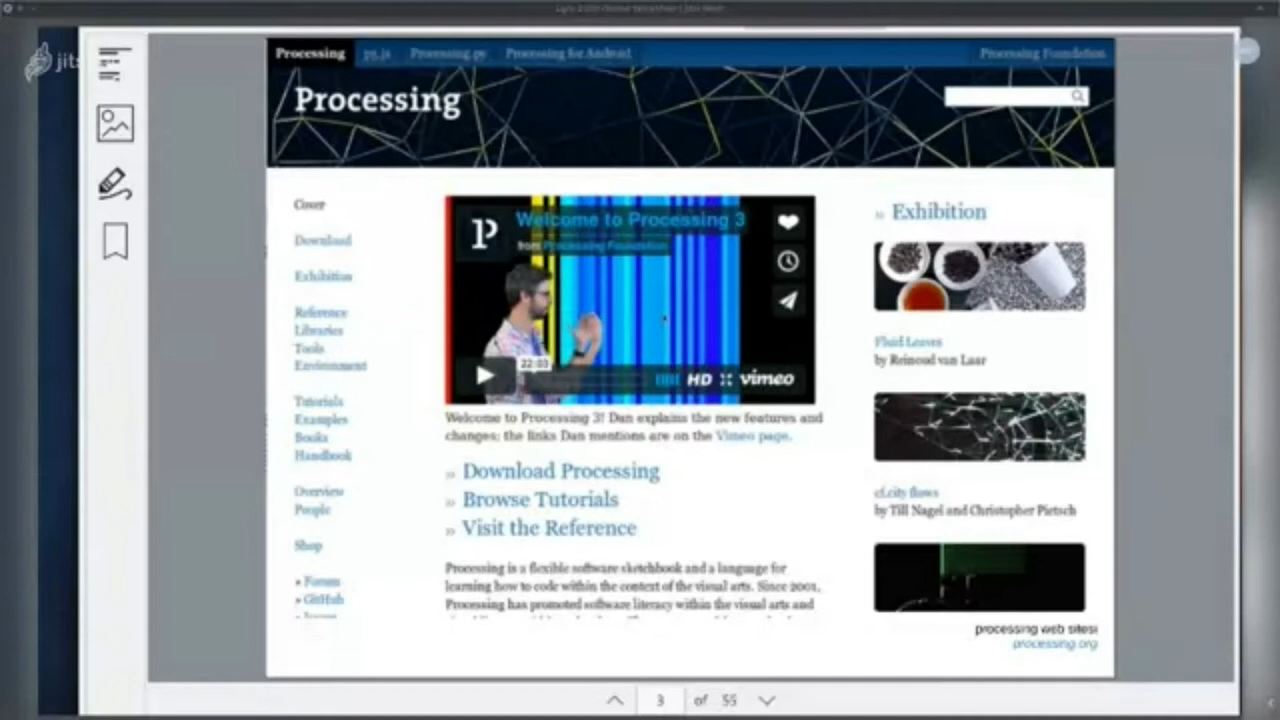 jits
Processing p5.js Processing.py Processing for Android Processing Foundation
Processing
Cover
Download
Exhibition
Reference
Libraries
Tools
Environment
Tutorials
Examples
Books
Handbook
Overview
People
Shop
» Forum
» GitHub
Welcome to Processing 3
from Processing Foundation
22:03
HD vimeo
Welcome to Processing 3! Dan explains the new features and
changes; the links Dan mentions are on the Vimeo page.
» Download Processing
» Browse Tutorials
» Visit the Reference
Processing is a flexible software sketchbook and a language for
learning how to code within the context of the visual arts. Since 2001,
Processing has promoted software literacy within the visual arts and
» Exhibition
Fluid Leaves
by Reinoud van Laar
cf.city flows
by Till Nagel and Christopher Pietsch
processing web sitesi
processing.org
3 of 55